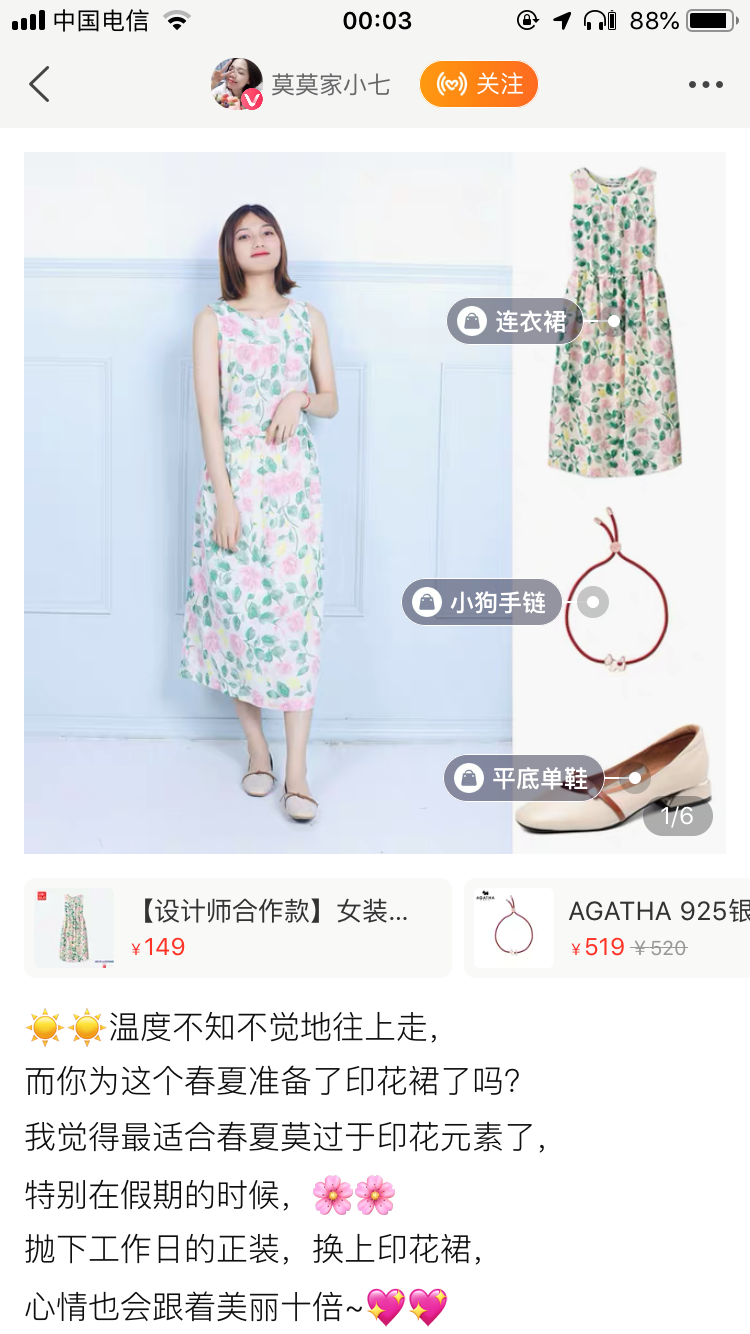 中国电信
00:03
88%
莫莫家小七
关注
连衣裙
小狗手链
平底单鞋
1/6
【设计师合作款】女装...
¥149
AGATHA
AGATHA 925银
¥519 ¥520
温度不知不觉地往上走,
而你为这个春夏准备了印花裙了吗?
我觉得最适合春夏莫过于印花元素了,
特别在假期的时候,🌸🌸
抛下工作日的正装,换上印花裙,
心情也会跟着美丽十倍~💖💖